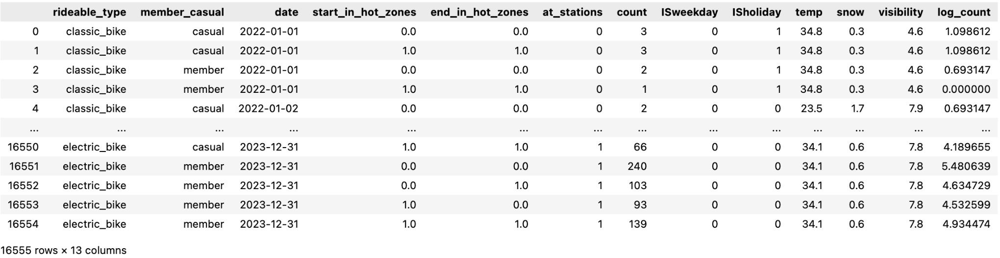 rideable_type member_casual date start_in_hot_zones end_in_hot_zones at_stations count ISweekday ISholiday temp snow visibility log_count
0 classic_bike casual 2022-01-01 0.0 0.0 0 3 0 1 34.8 0.3 4.6 1.098612
1 classic_bike casual 2022-01-01 1.0 1.0 0 3 0 1 34.8 0.3 4.6 1.098612
2 classic_bike member 2022-01-01 0.0 0.0 0 2 0 1 34.8 0.3 4.6 0.693147
3 classic_bike member 2022-01-01 1.0 1.0 0 1 0 1 34.8 0.3 4.6 0.000000
4 classic_bike casual 2022-01-02 0.0 0.0 0 2 0 0 23.5 1.7 7.9 0.693147
... ... ... ... ... ... ... ... ... ... ... ... ... ...
16550 electric_bike casual 2023-12-31 1.0 1.0 1 66 0 0 34.1 0.6 7.8 4.189655
16551 electric_bike member 2023-12-31 0.0 0.0 1 240 0 0 34.1 0.6 7.8 5.480639
16552 electric_bike member 2023-12-31 0.0 1.0 1 103 0 0 34.1 0.6 7.8 4.634729
16553 electric_bike member 2023-12-31 1.0 0.0 1 93 0 0 34.1 0.6 7.8 4.532599
16554 electric_bike member 2023-12-31 1.0 1.0 1 139 0 0 34.1 0.6 7.8 4.934474
16555 rows × 13 columns